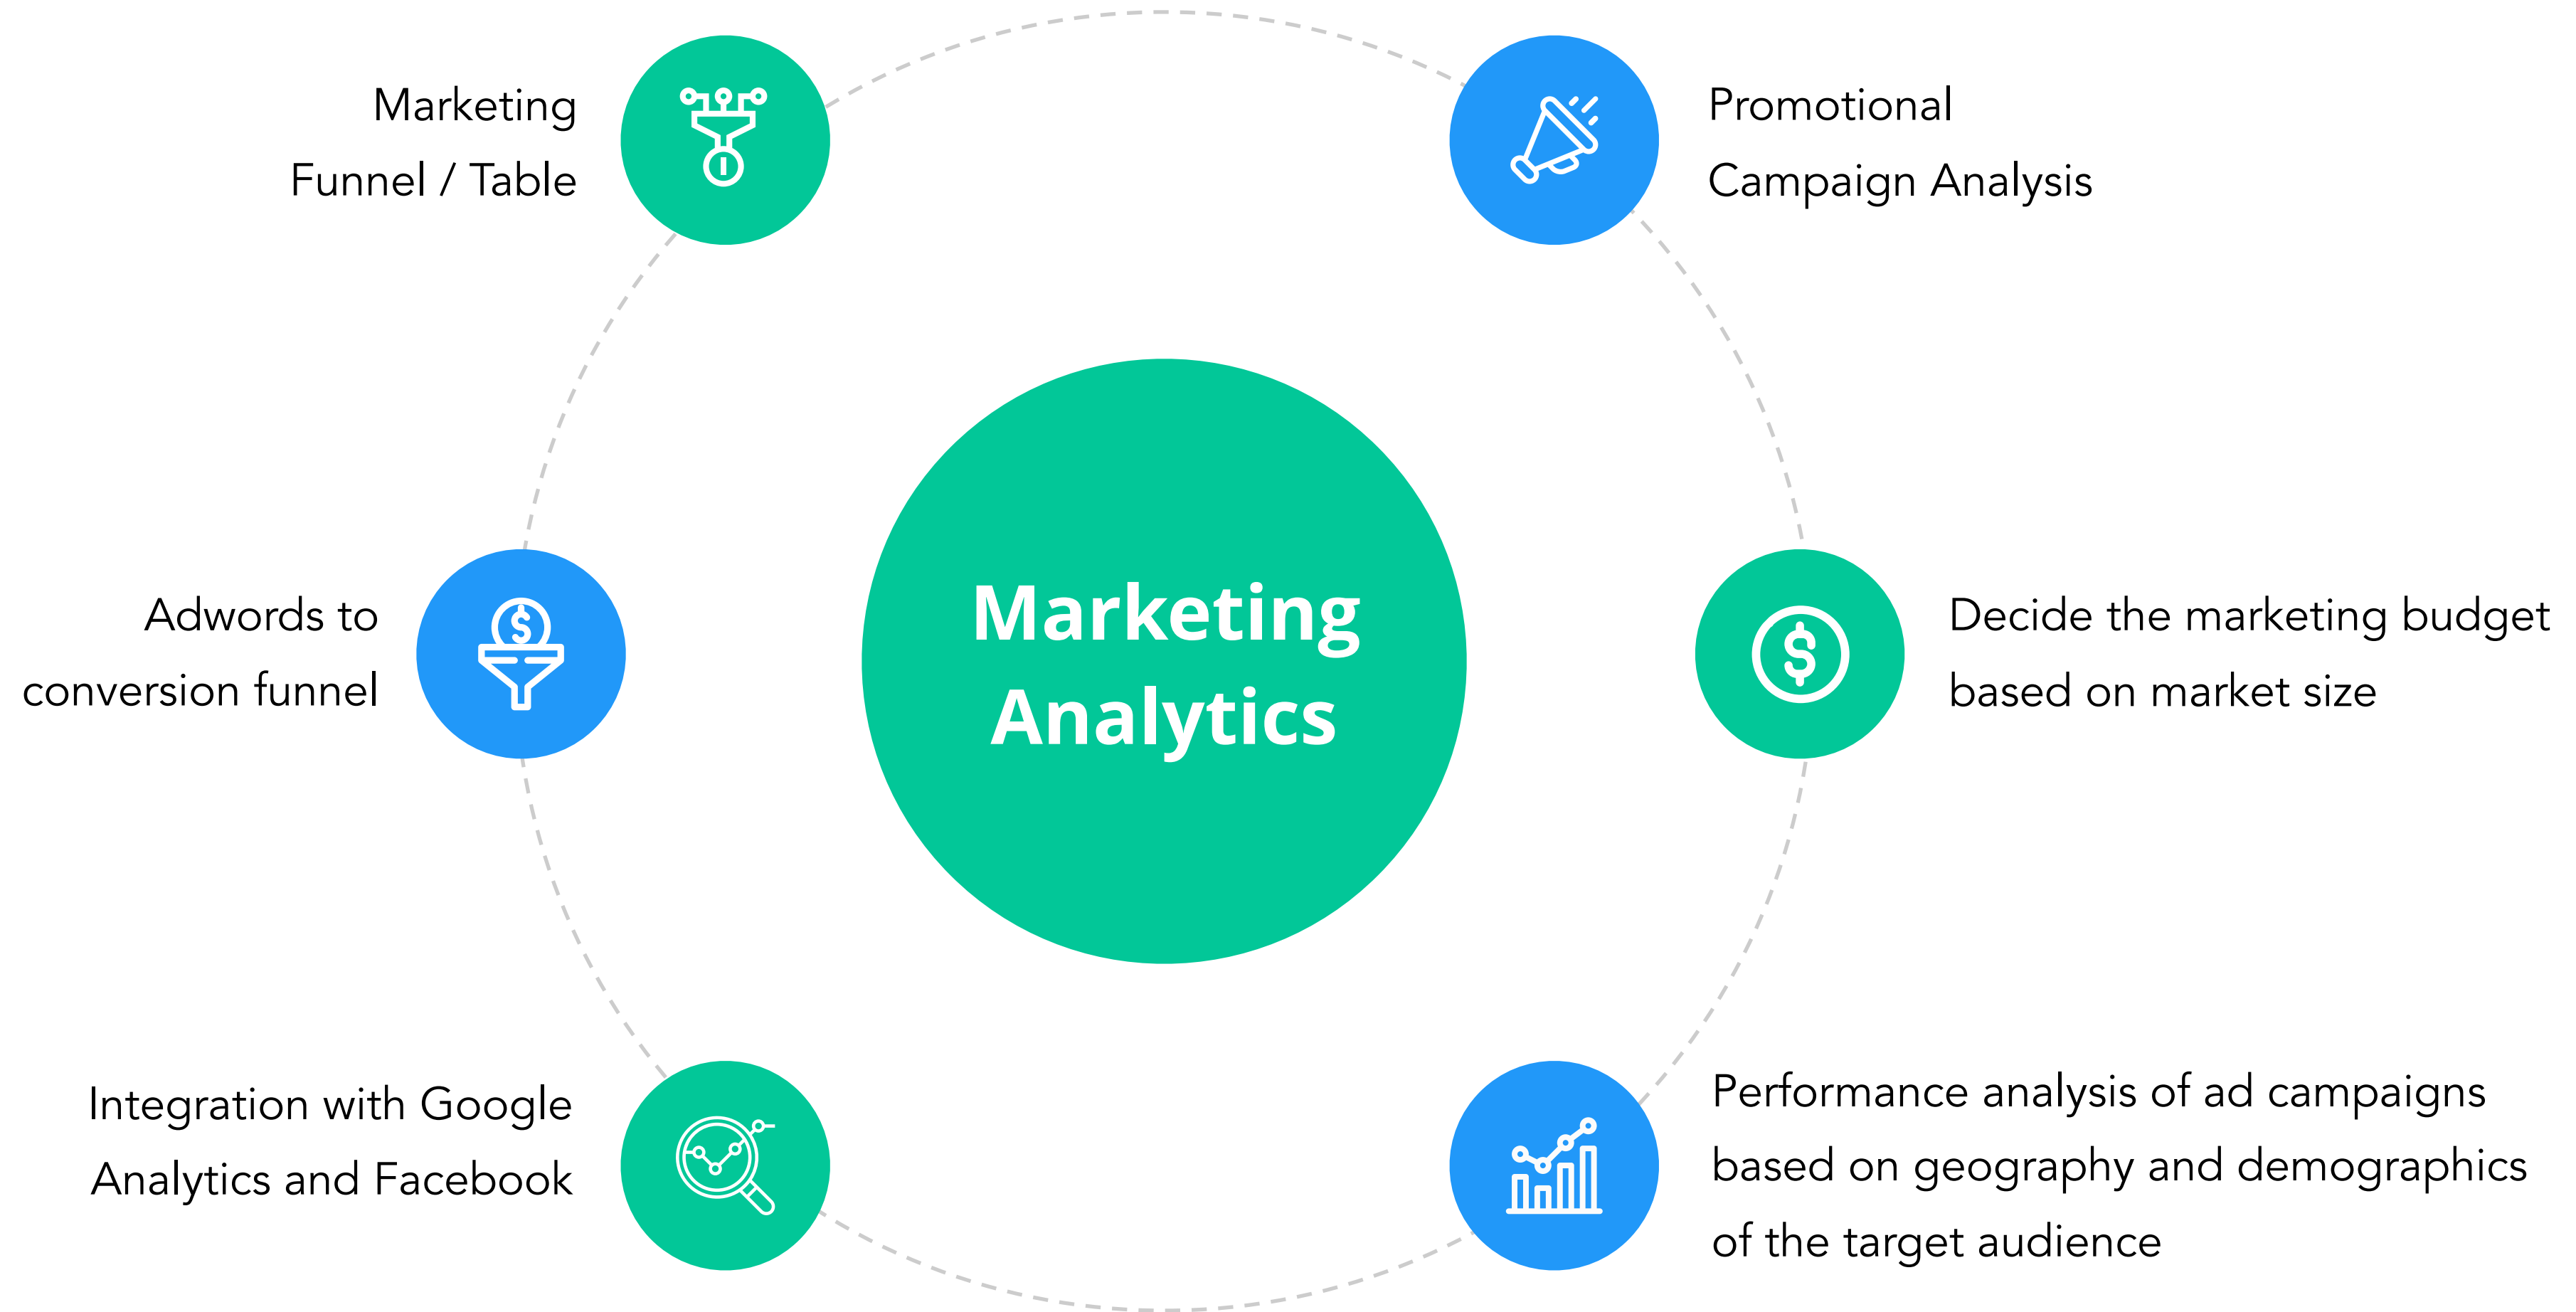 Marketing
Funnel / Table
Promotional
Campaign Analysis
Adwords to
conversion funnel
Marketing
Analytics
Decide the marketing budget
based on market size
Integration with Google
Analytics and Facebook
Performance analysis of ad campaigns
based on geography and demographics
of the target audience